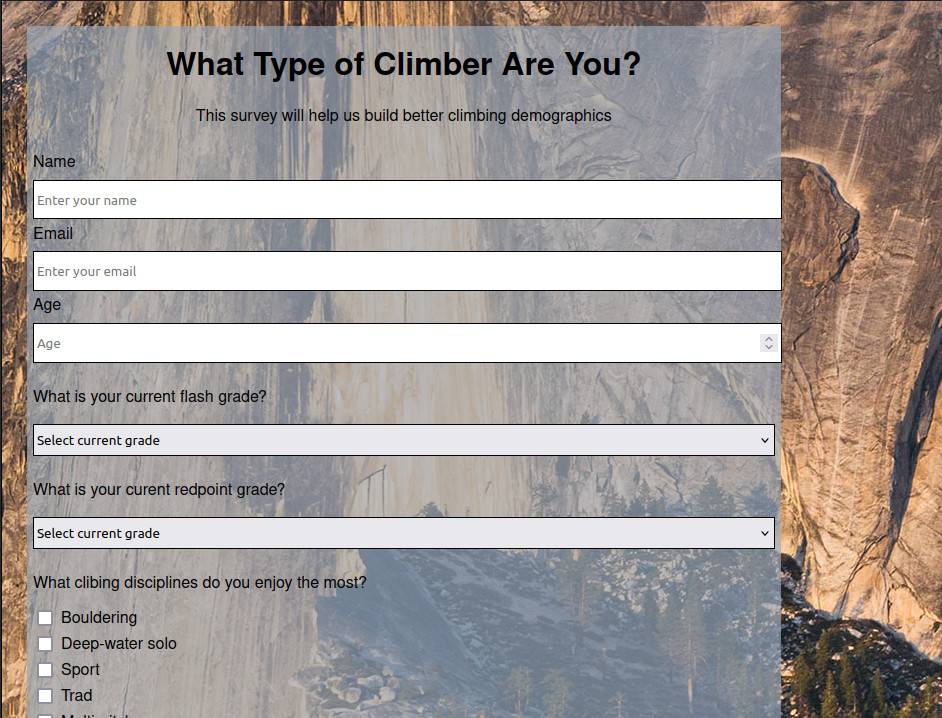 What Type of Climber Are You?
This survey will help us build better climbing demographics
Name
Enter your name
Email
Enter your email
Age
Age
What is your current flash grade?
Select current grade
What is your curent redpoint grade?
Select current grade
What clibing disciplines do you enjoy the most?
Bouldering
Deep-water solo
Sport
Trad